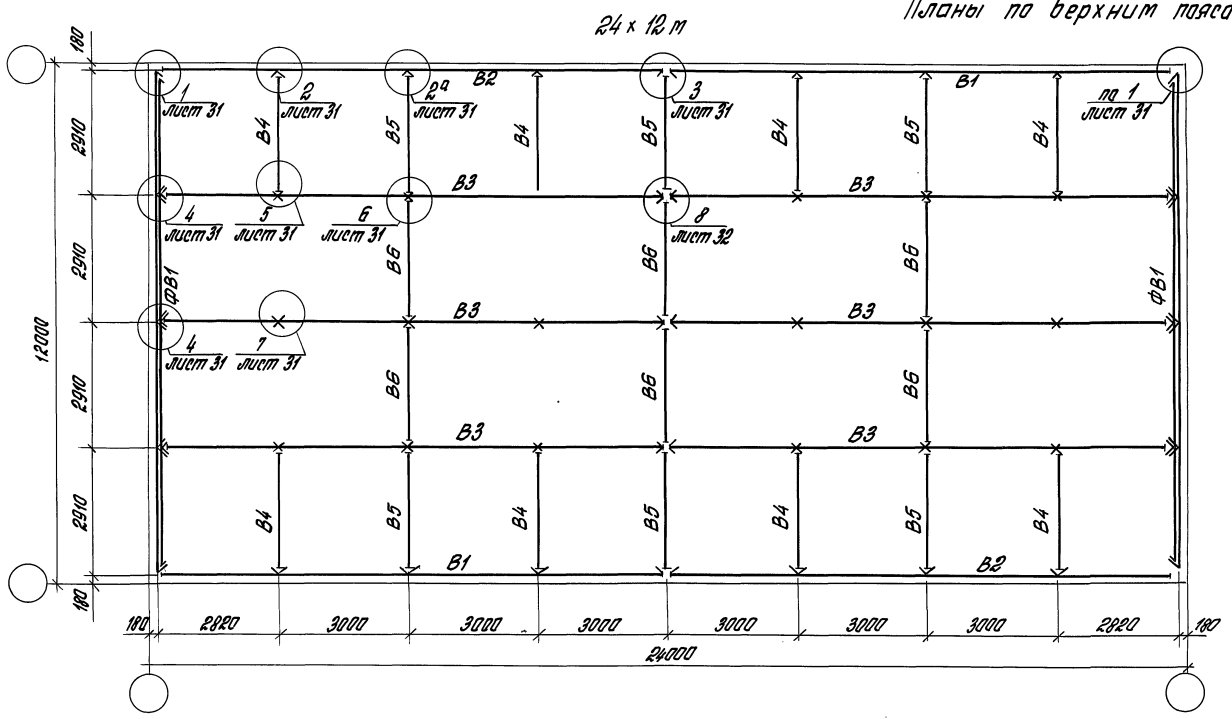 Планы по верхним пояса
24 x 12 м
180
В2
В1
1
лист 31
2
лист 31
2а
лист 31
3
лист 31
по 1
лист 31
2910
В4
В5
В4
В5
В4
В5
В4
В3
В3
4
лист 31
5
лист 31
6
лист 31
8
лист 32
2910
ФВ1
В6
В6
В6
ФВ1
12000
В3
В3
4
лист 31
7
лист 31
2910
В6
В6
В6
В3
В3
2910
В4
В5
В4
В5
В4
В5
В4
В1
В2
180
180
2820
3000
3000
3000
3000
3000
3000
2820
180
24000